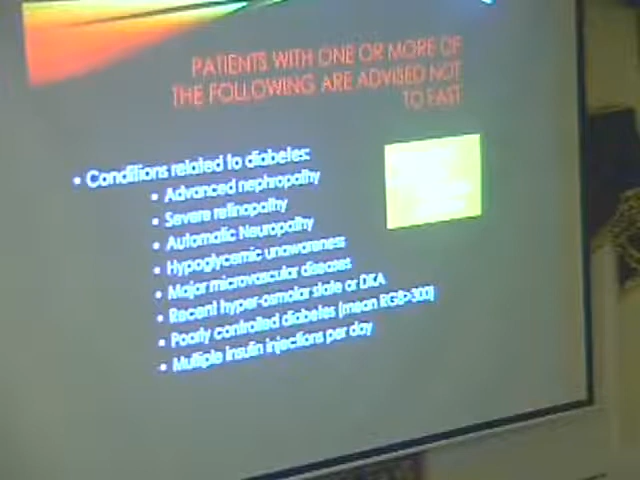 PATIENTS WITH ONE OR MORE OF
THE FOLLOWING ARE ADVISED NOT
TO FAST
• Conditions related to diabetes:
• Advanced nephropathy
• Severe retinopathy
• Automatic Neuropathy
• Hypoglycemic unawareness
• Major microvascular diseases
• Recent hyper-osmolar state or DKA
• Poorly controlled diabetes (mean RGB>300)
• Multiple insulin injections per day